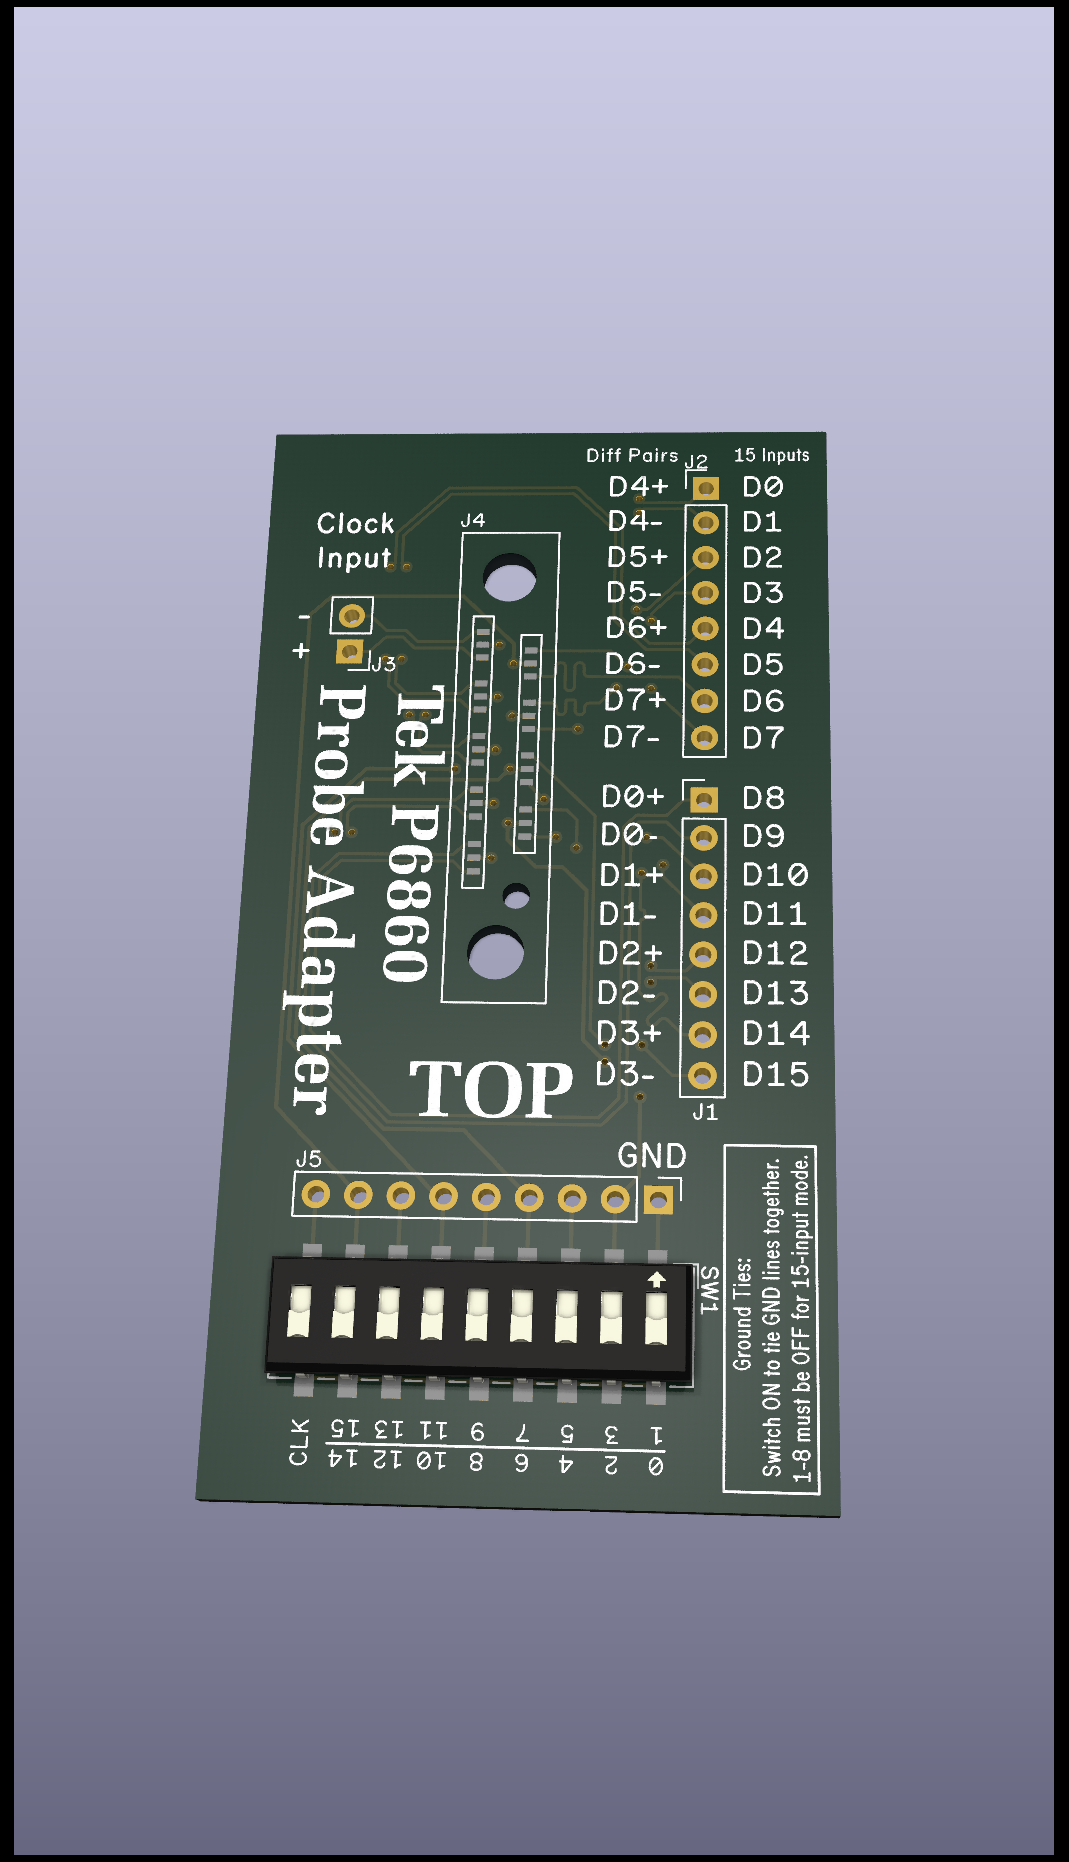 Diff Pairs J2 15 Inputs
D4+ D0
D4- D1
D5+ D2
D5- D3
D6+ D4
D6- D5
D7+ D6
D7- D7
Clock
Input
-
+
J3
J4
Tek P6860
Probe Adapter
D0+ D8
D0- D9
D1+ D10
D1- D11
D2+ D12
D2- D13
D3+ D14
D3- D15
J1
TOP
GND
J5
SW1
CLK 15 13 11 9 7 5 3 1
14 12 10 8 6 4 2 0
Ground Ties:
Switch ON to tie GND lines together.
1-8 must be OFF for 15-input mode.